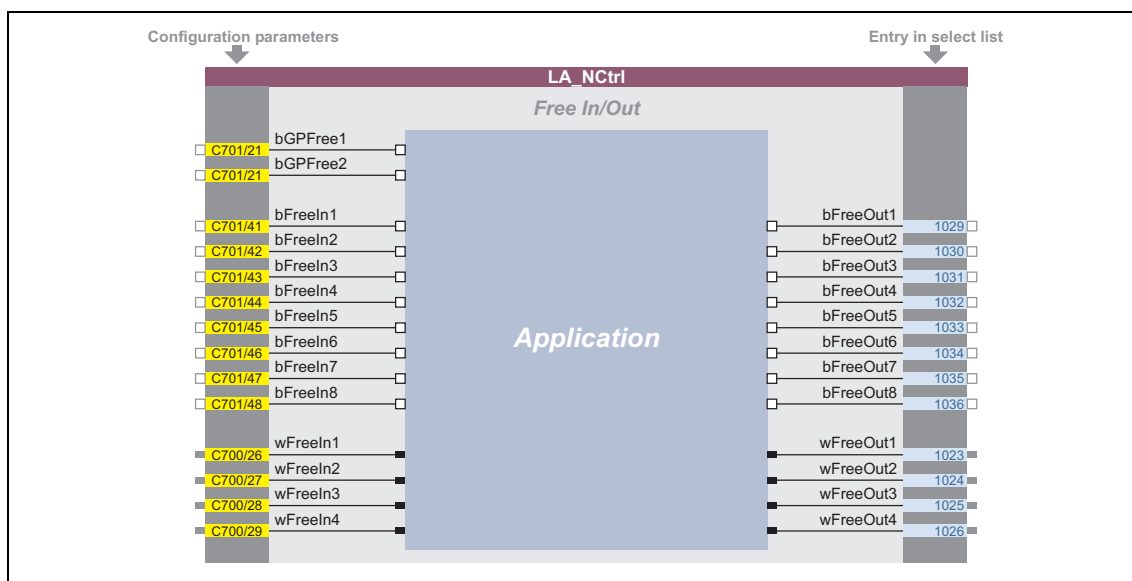 Configuration parameters Entry in select list
LA_NCtrl
Free In/Out
C701/21 bGPFree1
C701/21 bGPFree2
C701/41 bFreeIn1 bFreeOut1 1029
C701/42 bFreeIn2 bFreeOut2 1030
C701/43 bFreeIn3 bFreeOut3 1031
C701/44 bFreeIn4 bFreeOut4 1032
C701/45 bFreeIn5 bFreeOut5 1033
C701/46 bFreeIn6 bFreeOut6 1034
C701/47 bFreeIn7 bFreeOut7 1035
C701/48 bFreeIn8 bFreeOut8 1036
Application
C700/26 wFreeIn1 wFreeOut1 1023
C700/27 wFreeIn2 wFreeOut2 1024
C700/28 wFreeIn3 wFreeOut3 1025
C700/29 wFreeIn4 wFreeOut4 1026